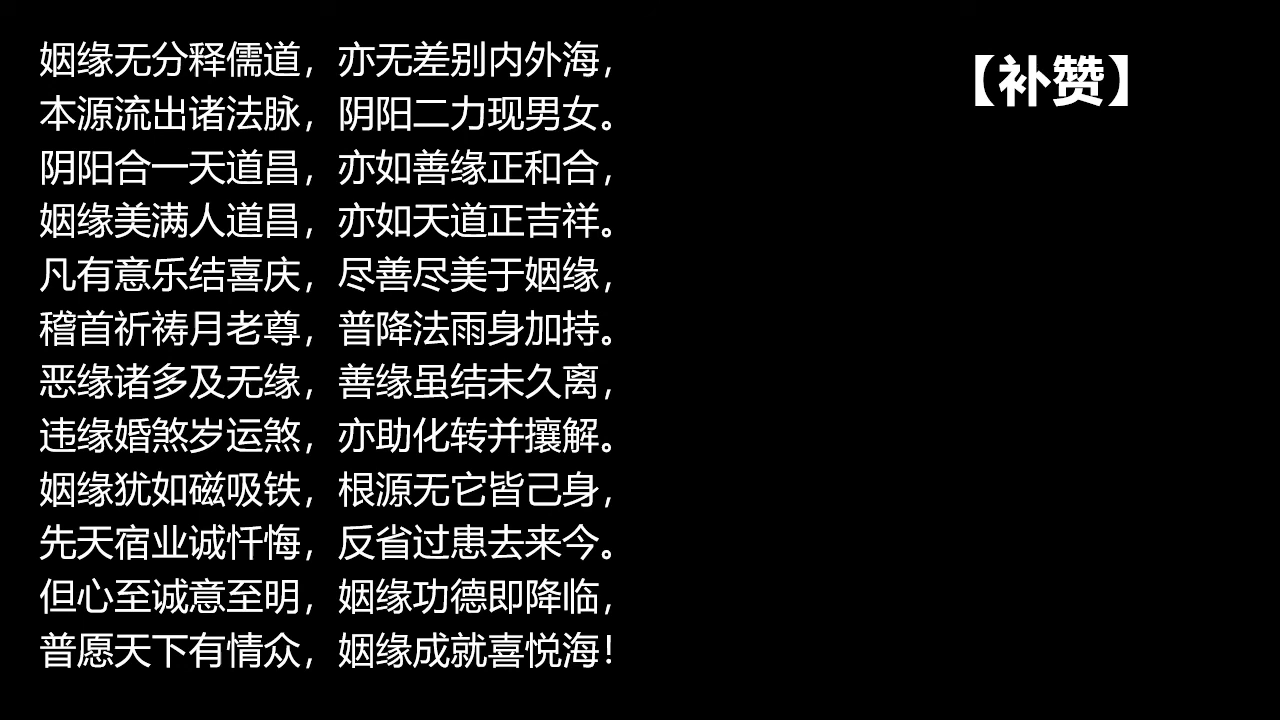 【补赞】
姻缘无分释儒道，亦无差别内外海，
本源流出诸法脉，阴阳二力现男女。
阴阳合一天道昌，亦如善缘正和合，
姻缘美满人道昌，亦如天道正吉祥。
凡有意乐结喜庆，尽善尽美于姻缘，
稽首祈祷月老尊，普降法雨身加持。
恶缘诸多及无缘，善缘虽结未久离，
违缘婚煞岁运煞，亦助化转并攘解。
姻缘犹如磁吸铁，根源无它皆己身，
先天宿业诚忏悔，反省过患去来今。
但心至诚意至明，姻缘功德即降临，
普愿天下有情众，姻缘成就喜悦海！